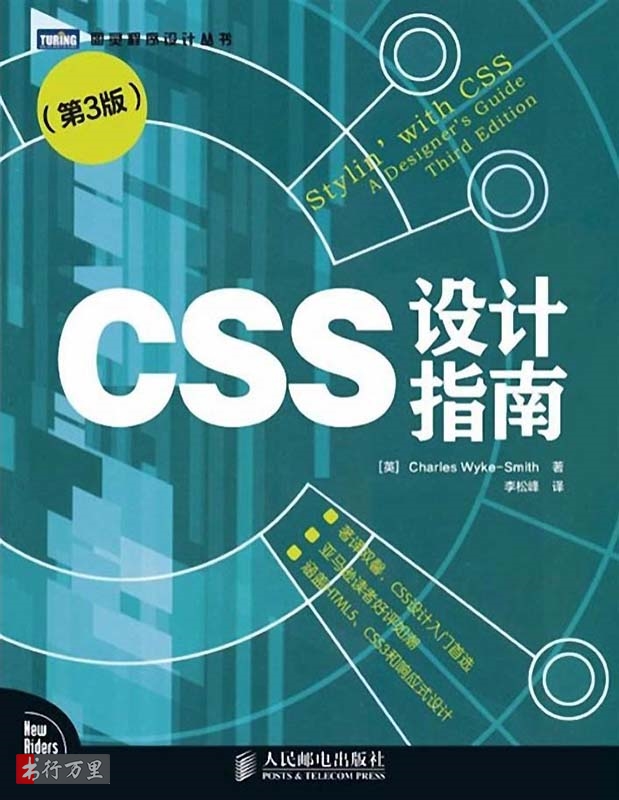 TURING
图灵程序设计丛书
(第3版)
Stylin' with CSS
A Designer's Guide
Third Edition
CSS
设计
指南
[英] Charles Wyke-Smith 著
李松峰 译
著译双馨，CSS设计入门首选
亚马逊读者好评如潮
涵盖HTML5、CSS3和响应式设计
New
Riders
书行万里
人民邮电出版社
POSTS & TELECOM PRESS